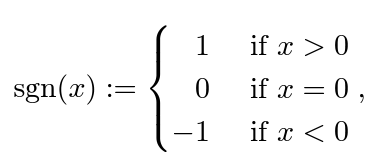 1 if x > 0
sgn(x) := { 0 if x = 0 ,
−1 if x < 0